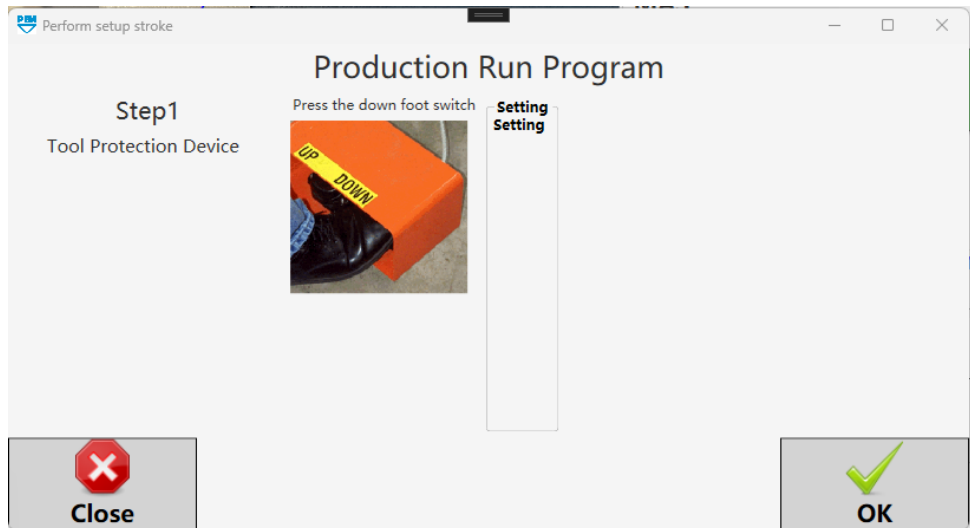 Perform setup stroke
Production Run Program
Step1
Tool Protection Device
Press the down foot switch
UP DOWN
Setting
Setting
Close
OK